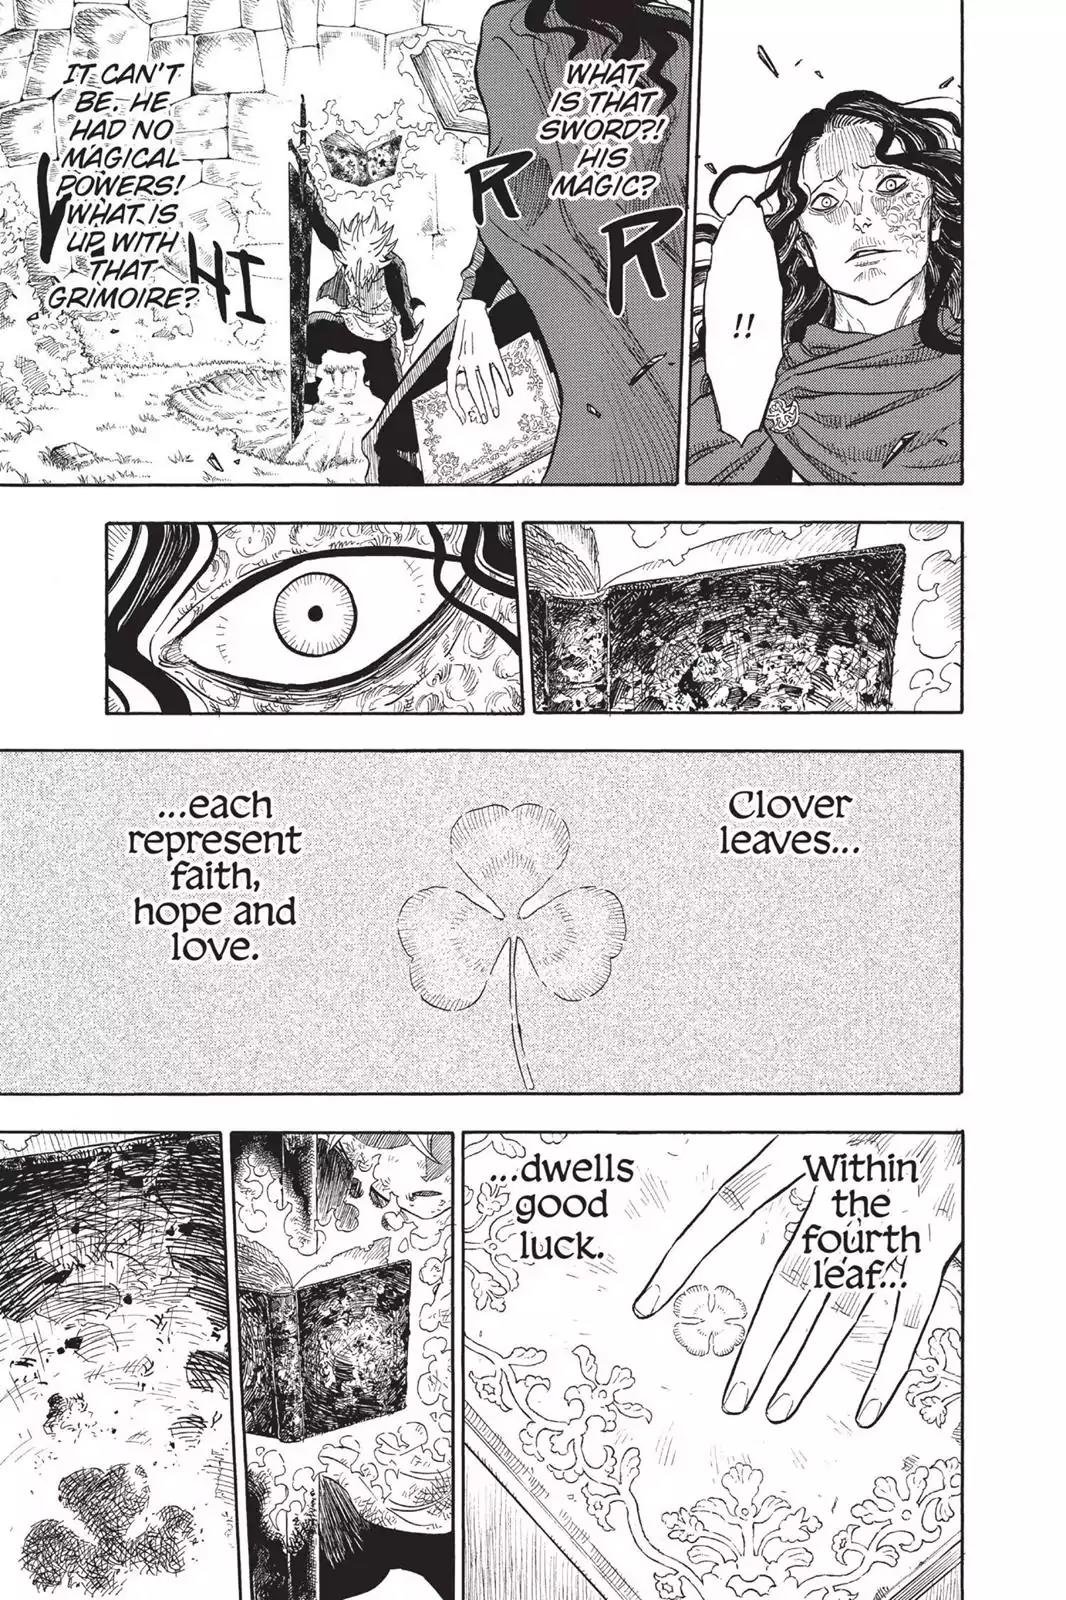 !!
WHAT
IS THAT
SWORD?!
HIS
MAGIC?
R
R
IT CAN'T
BE. HE
HAD NO
MAGICAL
POWERS!
WHAT IS
UP WITH
THAT
GRIMOIRE?
Clover
leaves...
...each
represent
faith,
hope and
love.
Within
the
fourth
leaf...
...dwells
good
luck.